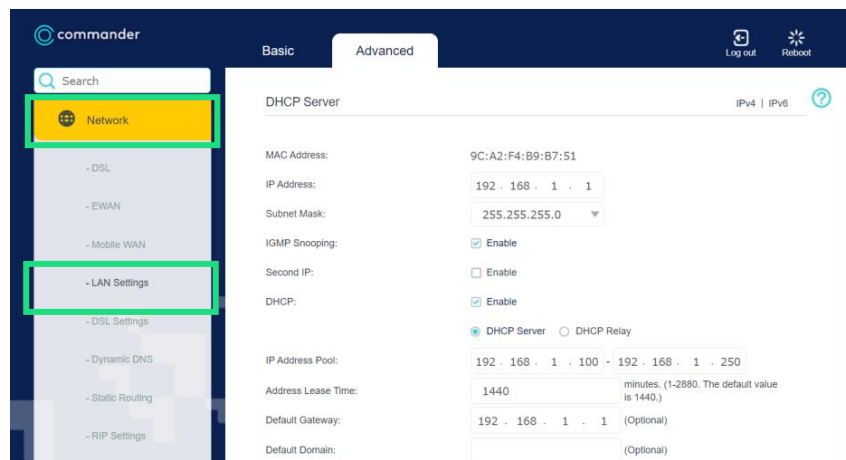 commander
Basic
Advanced
Log out
Reboot
Search
Network
- DSL
- EWAN
- Mobile WAN
- LAN Settings
- DSL Settings
- Dynamic DNS
- Static Routing
- RIP Settings
DHCP Server
IPv4 | IPv6
?
MAC Address: 9C:A2:F4:B9:B7:51
IP Address: 192 . 168 . 1 . 1
Subnet Mask: 255.255.255.0
IGMP Snooping: Enable
Second IP: Enable
DHCP: Enable
DHCP Server DHCP Relay
IP Address Pool: 192 . 168 . 1 . 100 - 192 . 168 . 1 . 250
Address Lease Time: 1440 minutes. (1-2880. The default value
is 1440.)
Default Gateway: 192 . 168 . 1 . 1 (Optional)
Default Domain: (Optional)